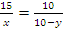 15/x = 10/(10−y)